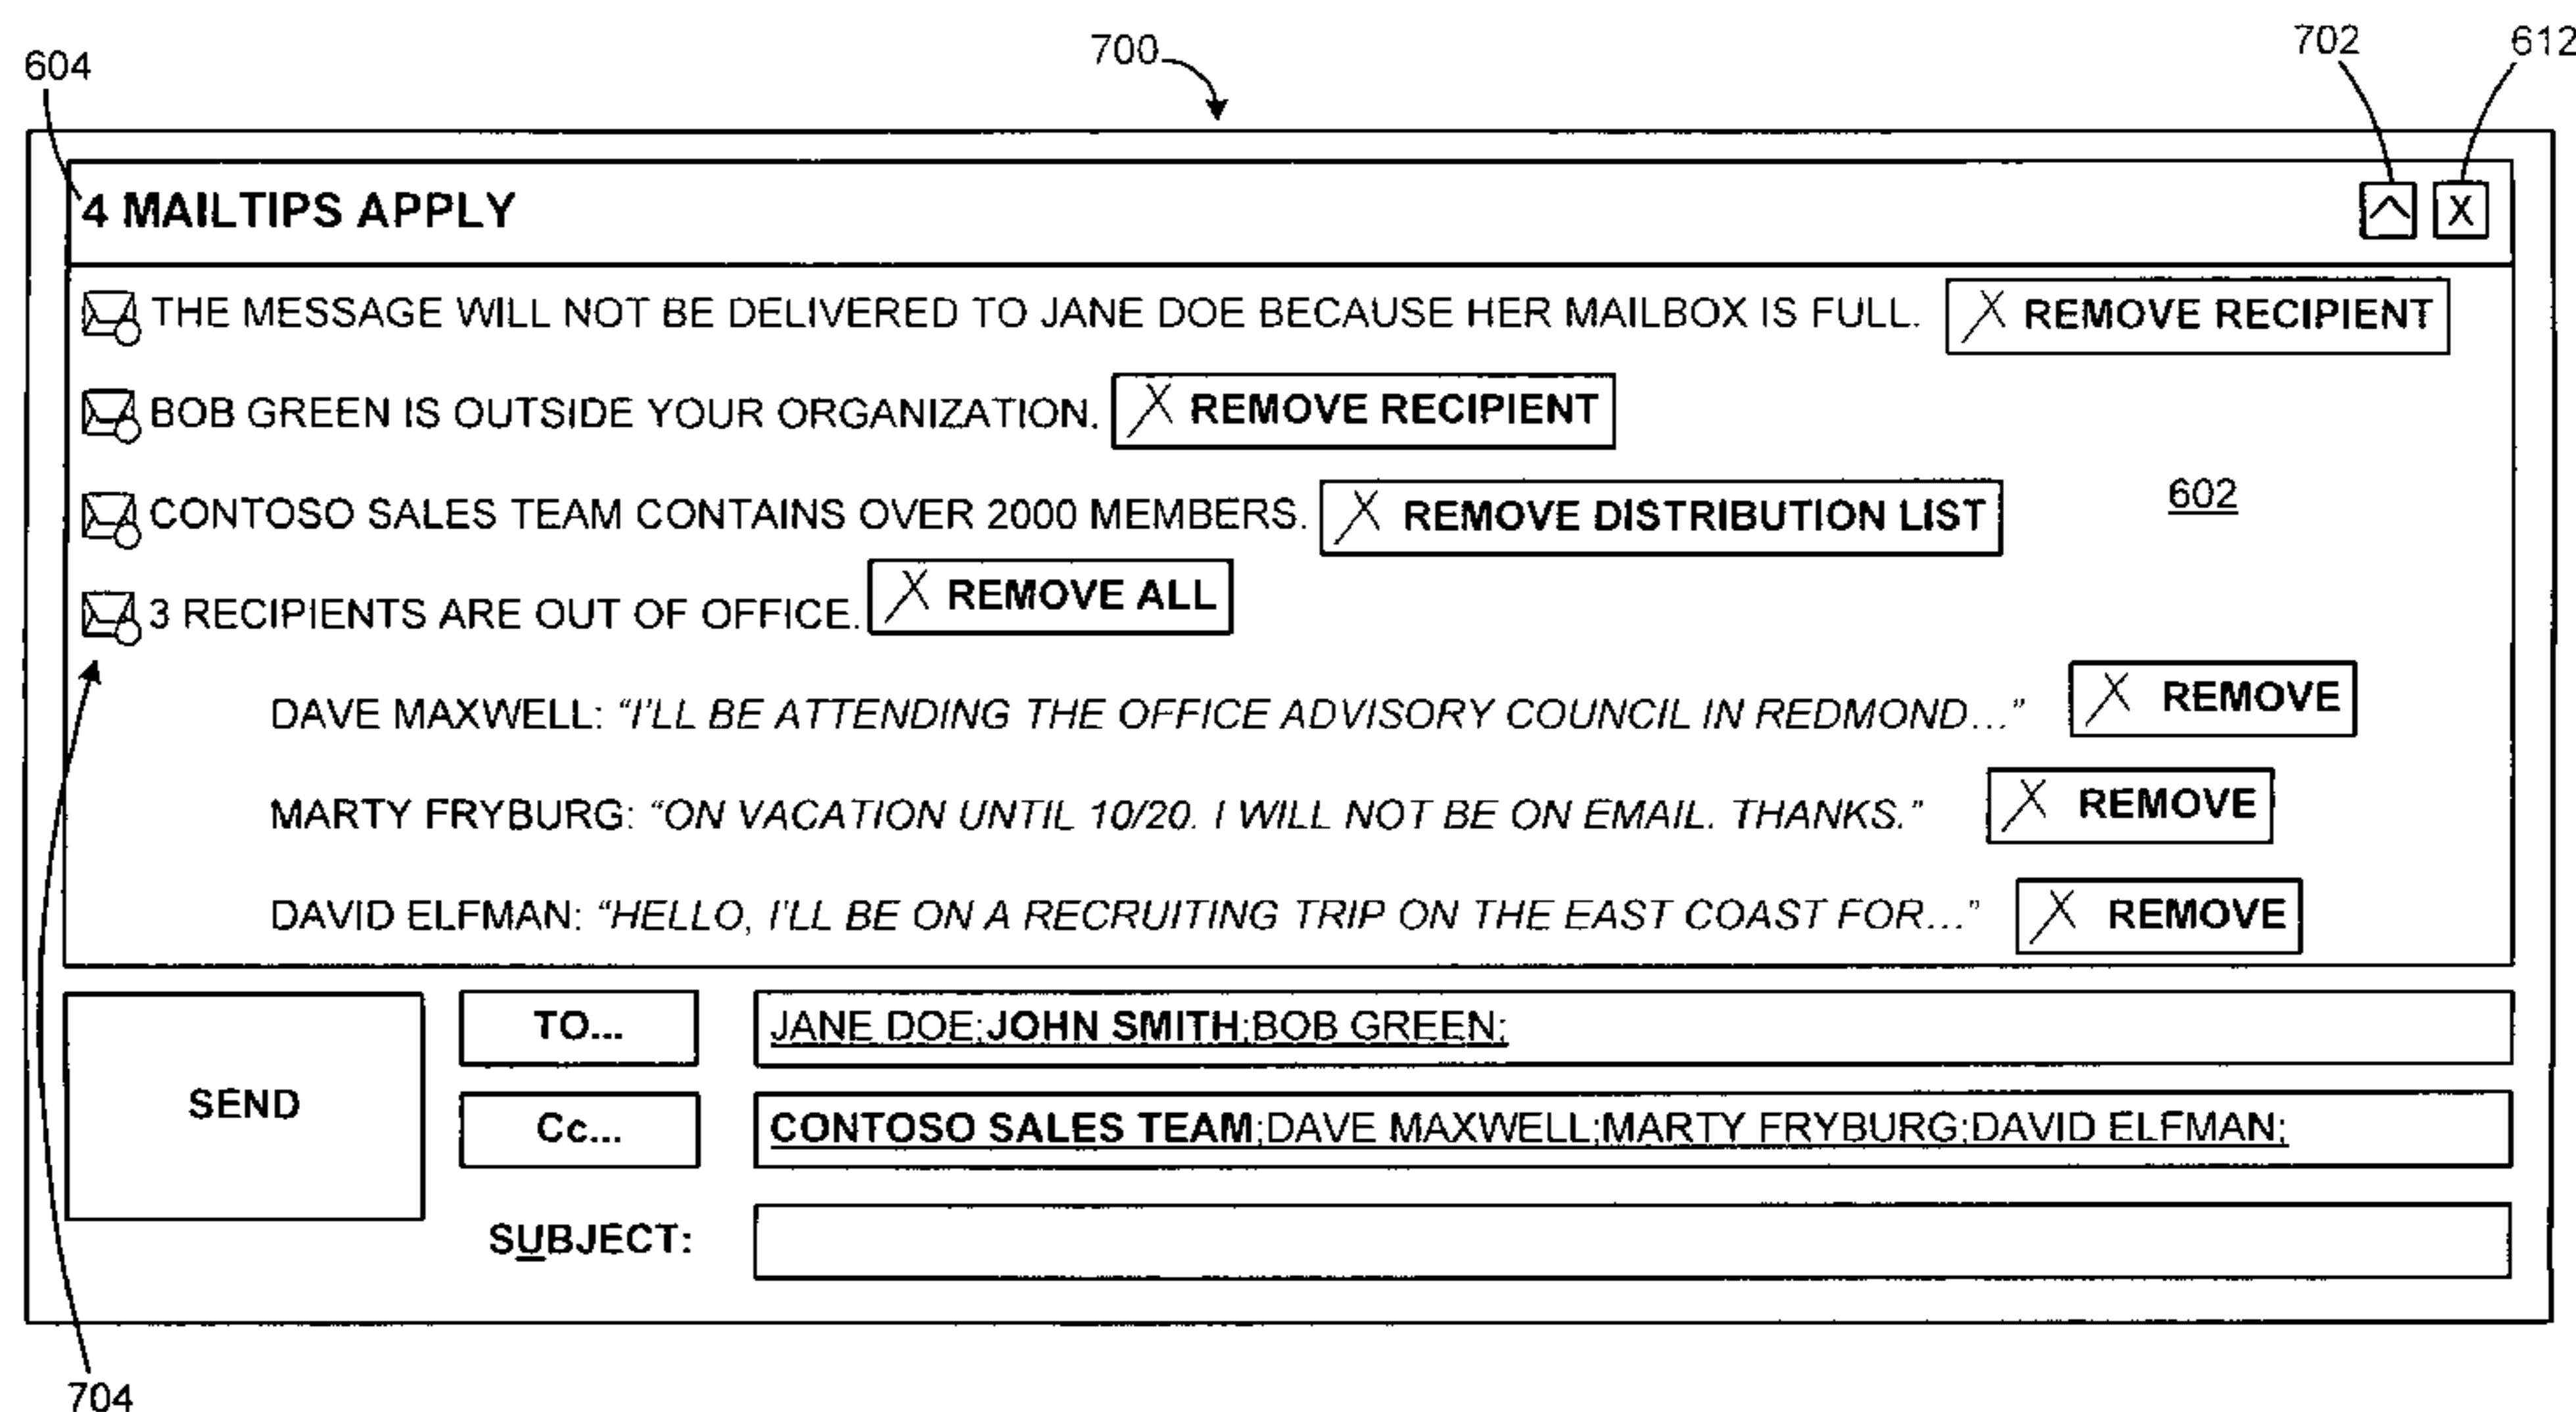 604
700
702
612
4 MAILTIPS APPLY
^ X
THE MESSAGE WILL NOT BE DELIVERED TO JANE DOE BECAUSE HER MAILBOX IS FULL. X REMOVE RECIPIENT
BOB GREEN IS OUTSIDE YOUR ORGANIZATION. X REMOVE RECIPIENT
CONTOSO SALES TEAM CONTAINS OVER 2000 MEMBERS. X REMOVE DISTRIBUTION LIST
602
3 RECIPIENTS ARE OUT OF OFFICE. X REMOVE ALL
DAVE MAXWELL: “I'LL BE ATTENDING THE OFFICE ADVISORY COUNCIL IN REDMOND…” X REMOVE
MARTY FRYBURG: “ON VACATION UNTIL 10/20. I WILL NOT BE ON EMAIL. THANKS.” X REMOVE
DAVID ELFMAN: “HELLO, I'LL BE ON A RECRUITING TRIP ON THE EAST COAST FOR…” X REMOVE
SEND
TO... JANE DOE;JOHN SMITH;BOB GREEN;
Cc... CONTOSO SALES TEAM;DAVE MAXWELL;MARTY FRYBURG;DAVID ELFMAN;
SUBJECT:
704